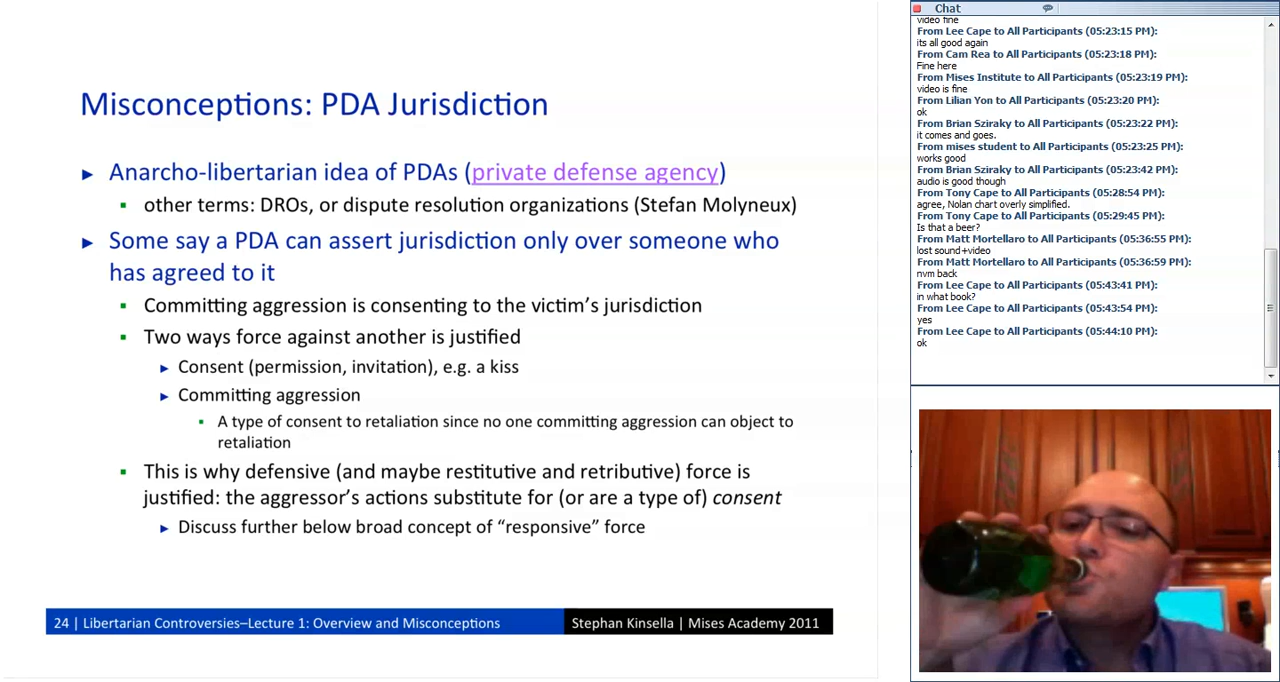 Misconceptions: PDA Jurisdiction
► Anarcho-libertarian idea of PDAs (private defense agency)
▪ other terms: DROs, or dispute resolution organizations (Stefan Molyneux)
► Some say a PDA can assert jurisdiction only over someone who
has agreed to it
▪ Committing aggression is consenting to the victim's jurisdiction
▪ Two ways force against another is justified
► Consent (permission, invitation), e.g. a kiss
► Committing aggression
▪ A type of consent to retaliation since no one committing aggression can object to
retaliation
▪ This is why defensive (and maybe restitutive and retributive) force is
justified: the aggressor's actions substitute for (or are a type of) consent
► Discuss further below broad concept of “responsive” force
24 | Libertarian Controversies–Lecture 1: Overview and Misconceptions
Stephan Kinsella | Mises Academy 2011
Chat
video fine
From Lee Cape to All Participants (05:23:15 PM):
its all good again
From Cam Rea to All Participants (05:23:18 PM):
Fine here
From Mises Institute to All Participants (05:23:19 PM):
video is fine
From Lilian Yon to All Participants (05:23:20 PM):
ok
From Brian Sziraky to All Participants (05:23:22 PM):
it comes and goes.
From mises student to All Participants (05:23:25 PM):
works good
From Brian Sziraky to All Participants (05:23:42 PM):
audio is good though
From Tony Cape to All Participants (05:28:54 PM):
agree, Nolan chart overly simplified.
From Tony Cape to All Participants (05:29:45 PM):
Is that a beer?
From Matt Mortellaro to All Participants (05:36:55 PM):
lost sound+video
From Matt Mortellaro to All Participants (05:36:59 PM):
nvm back
From Lee Cape to All Participants (05:43:41 PM):
in what book?
From Lee Cape to All Participants (05:43:54 PM):
yes
From Lee Cape to All Participants (05:44:10 PM):
ok